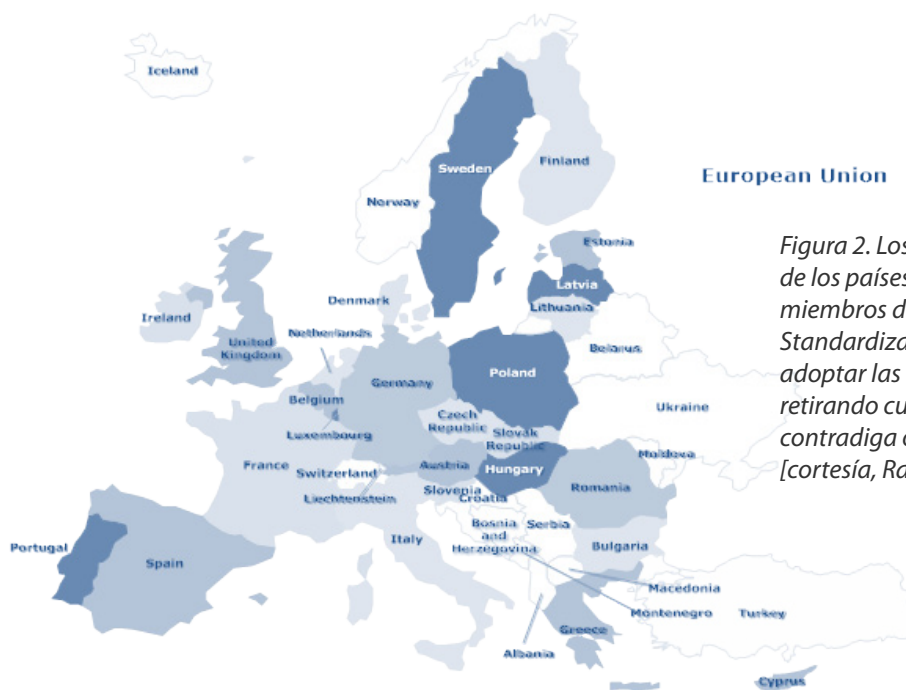 Iceland
Sweden
Finland
Norway
European Union
Estonia
Latvia
Lithuania
Denmark
Ireland
Netherlands
United
Kingdom
Belarus
Poland
Germany
Belgium
Ukraine
Czech
Republic
Luxembourg
Slovak
Republic
Moldova
France
Switzerland
Austria
Hungary
Liechtenstein
Slovenia
Croatia
Romania
Bosnia
and
Herzegovina
Serbia
Portugal
Spain
Italy
Bulgaria
Macedonia
Montenegro
Turkey
Greece
Albania
Cyprus
Figura 2. Los
de los países
miembros d
Standardiza
adoptar las
retirando cu
contradiga
[cortesía, Ra